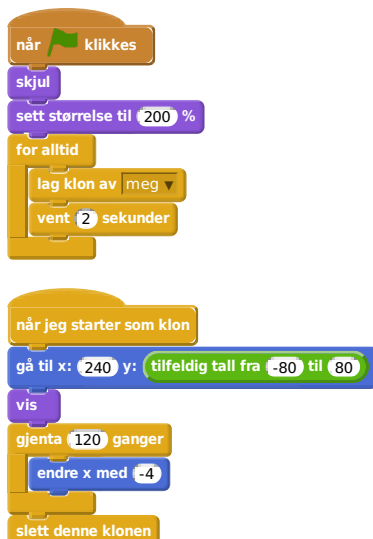 når klikkes
skjul
sett størrelse til 200 %
for alltid
lag klon av meg
vent 2 sekunder
når jeg starter som klon
gå til x: 240 y: tilfeldig tall fra -80 til 80
vis
gjenta 120 ganger
endre x med -4
slett denne klonen